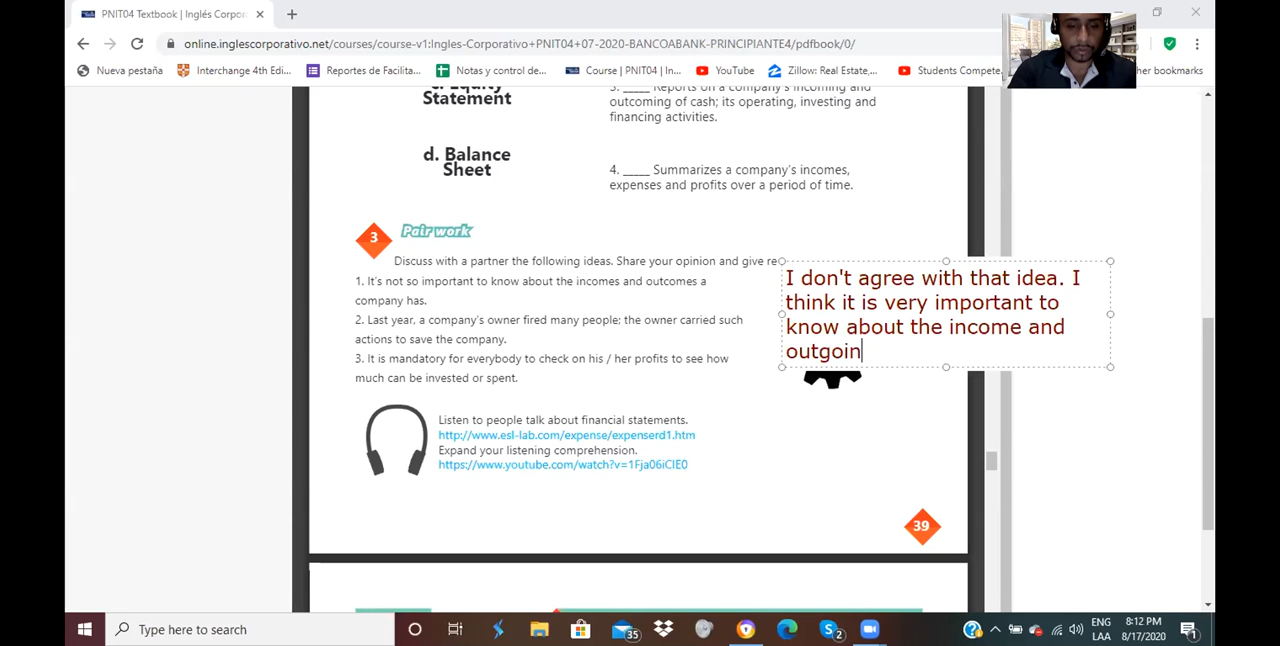 PNIT04 Textbook | Inglés Corpor
online.inglescorporativo.net/courses/course-v1:Ingles-Corporativo+PNIT04+07-2020-BANCOABANK-PRINCIPIANTE4/pdfbook/0/
Nueva pestaña
Interchange 4th Edi...
Reportes de Facilita...
Notas y control de...
Course | PNIT04 | In...
YouTube
Zillow: Real Estate,...
Students Compete,
her bookmarks
c. Equity
Statement
3. _____ Reports on a company's incoming and
outcoming of cash; its operating, investing and
financing activities.
d. Balance
Sheet
4. _____ Summarizes a company's incomes,
expenses and profits over a period of time.
3
Pair work
Discuss with a partner the following ideas. Share your opinion and give re
1. It's not so important to know about the incomes and outcomes a
company has.
2. Last year, a company's owner fired many people; the owner carried such
actions to save the company.
3. It is mandatory for everybody to check on his / her profits to see how
much can be invested or spent.
I don't agree with that idea. I
think it is very important to
know about the income and
outgoin
Listen to people talk about financial statements.
http://www.esl-lab.com/expense/expenserd1.htm
Expand your listening comprehension.
https://www.youtube.com/watch?v=1Fja06iCIE0
39
Type here to search
35
2
ENG
LAA
8:12 PM
8/17/2020
1